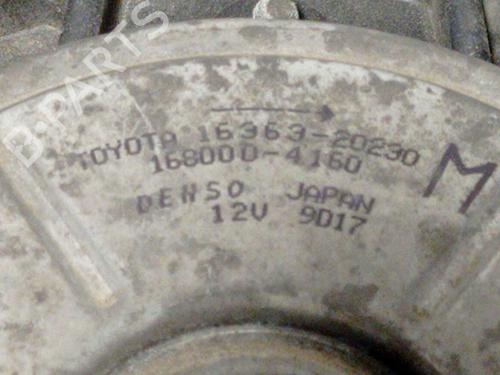 B-PARTS
TOYOTA 16363-20230
168000-4160
DENSO JAPAN
12V 9D17
M